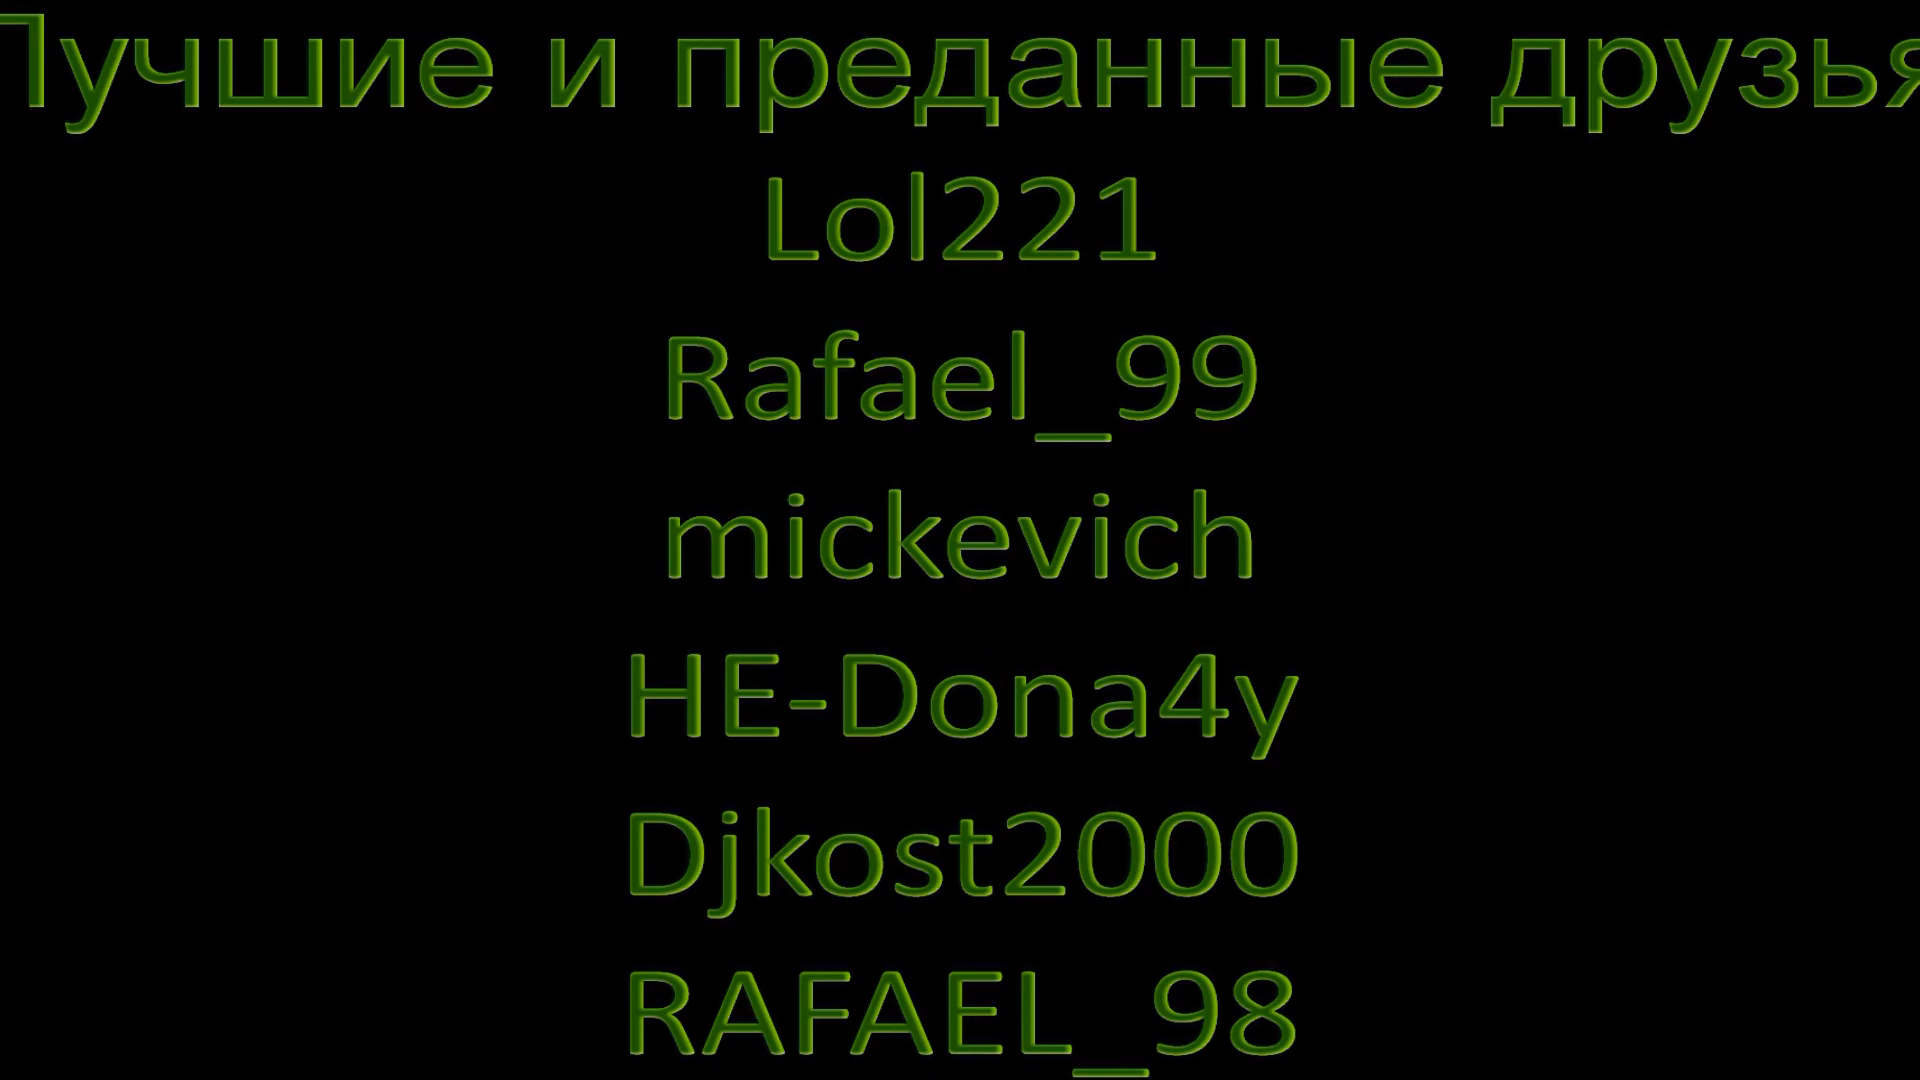 Лучшие и преданные друзья
Lol221
Rafael_99
mickevich
HE-Dona4y
Djkost2000
RAFAEL_98